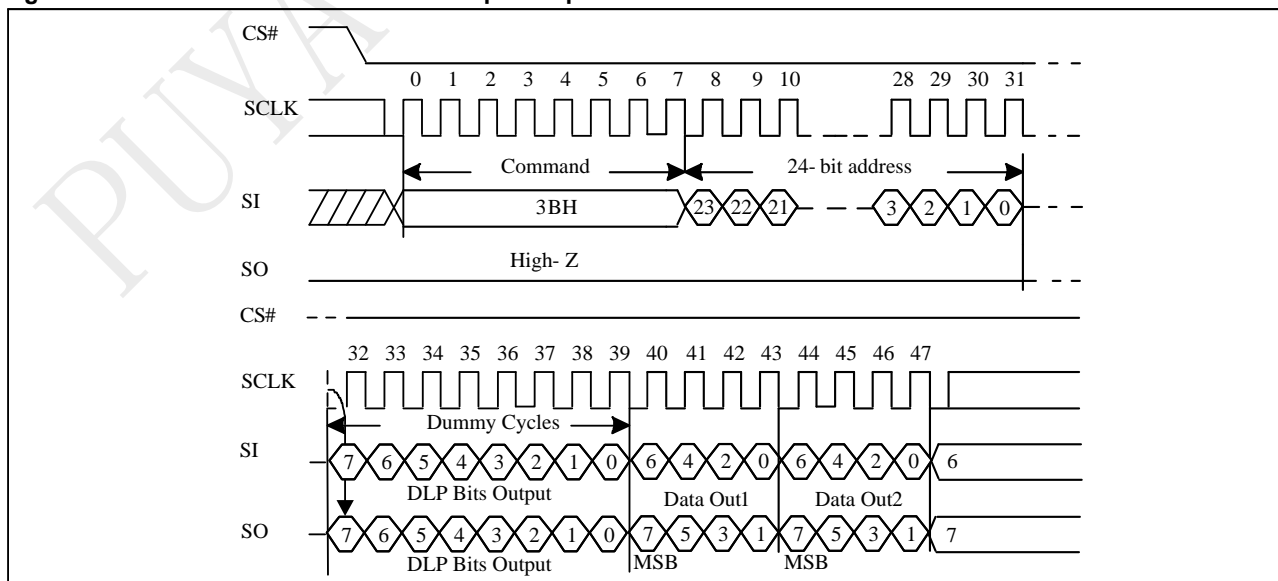 PUYA
CS#
0 1 2 3 4 5 6 7 8 9 10 28 29 30 31
SCLK
Command 24- bit address
SI 3BH 23 22 21 3 2 1 0
SO High- Z
CS#
32 33 34 35 36 37 38 39 40 41 42 43 44 45 46 47
SCLK
Dummy Cycles
SI 7 6 5 4 3 2 1 0 6 4 2 0 6 4 2 0 6
DLP Bits Output Data Out1 Data Out2
SO 7 6 5 4 3 2 1 0 7 5 3 1 7 5 3 1 7
DLP Bits Output MSB MSB